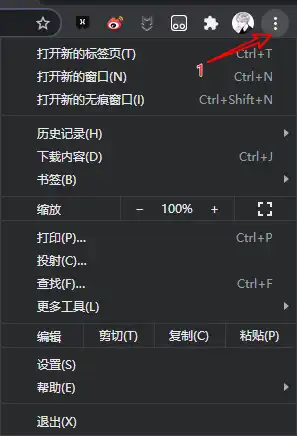 1
打开新的标签页(T) Ctrl+T
打开新的窗口(N) Ctrl+N
打开新的无痕窗口(I) Ctrl+Shift+N
历史记录(H)
下载内容(D) Ctrl+J
书签(B)
缩放 − 100% +
打印(P)... Ctrl+P
投射(C)...
查找(F)... Ctrl+F
更多工具(L)
编辑 剪切(T) 复制(C) 粘贴(P)
设置(S)
帮助(E)
退出(X)